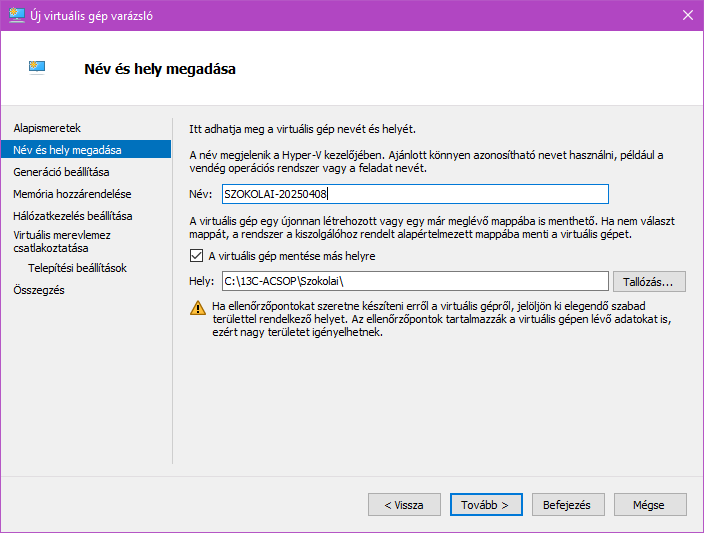 Új virtuális gép varázsló
Név és hely megadása
Alapismeretek
Név és hely megadása
Generáció beállítása
Memória hozzárendelése
Hálózatkezelés beállítása
Virtuális merevlemez
csatlakoztatása
Telepítési beállítások
Összegzés
Itt adhatja meg a virtuális gép nevét és helyét.
A név megjelenik a Hyper-V kezelőjében. Ajánlott könnyen azonosítható nevet használni, például a
vendég operációs rendszer vagy a feladat nevét.
Név: SZOKOLAI-20250408
A virtuális gép egy újonnan létrehozott vagy egy már meglévő mappába is menthető. Ha nem választ
mappát, a rendszer a kiszolgálóhoz rendelt alapértelmezett mappába menti a virtuális gépet.
A virtuális gép mentése más helyre
Hely: C:\13C-ACSOP\Szokolai\ Tallózás...
Ha ellenőrzőpontokat szeretne készíteni erről a virtuális gépről, jelöljön ki elegendő szabad
területtel rendelkező helyet. Az ellenőrzőpontok tartalmazzák a virtuális gépen lévő adatokat is,
ezért nagy területet igényelhetnek.
< Vissza Tovább > Befejezés Mégse